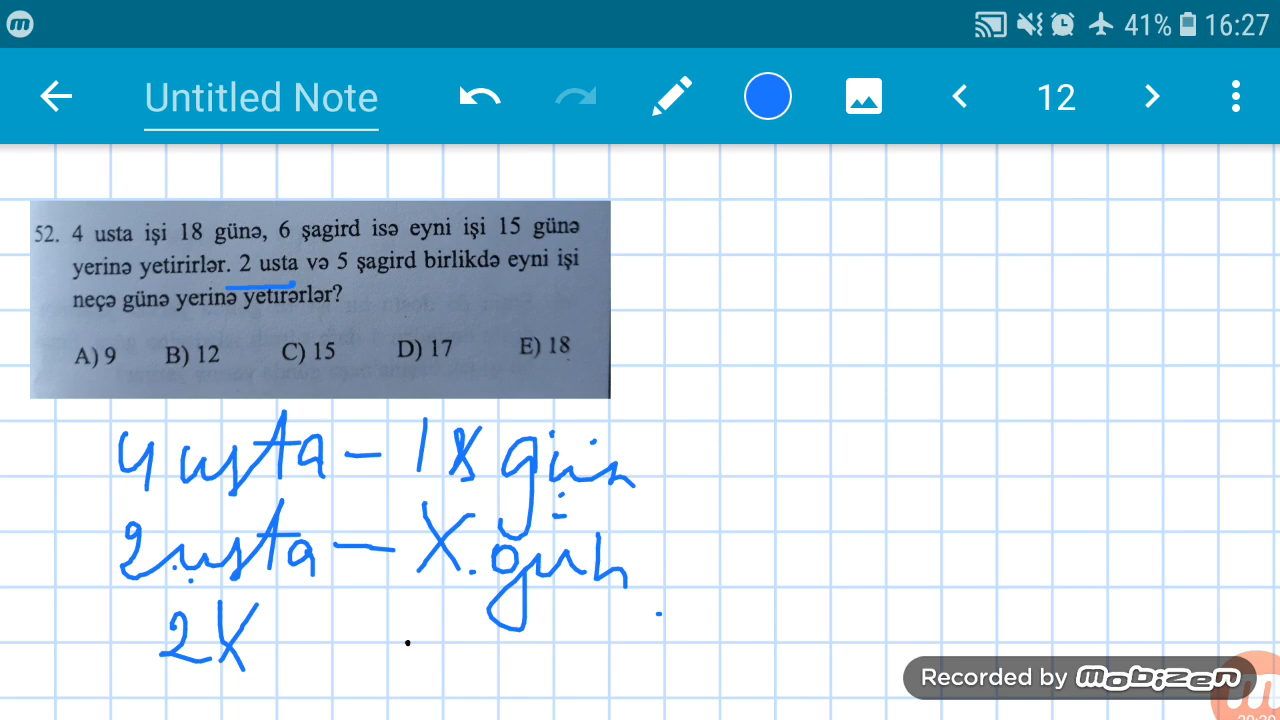 41% 16:27
Untitled Note 12
52. 4 usta işi 18 günə, 6 şagird isə eyni işi 15 günə
yerinə yetirirlər. 2 usta və 5 şagird birlikdə eyni işi
neçə günə yerinə yetirərlər?
A) 9 B) 12 C) 15 D) 17 E) 18
4 usta – 18 gün
2 usta – X gün
2X
Recorded by Mobizen